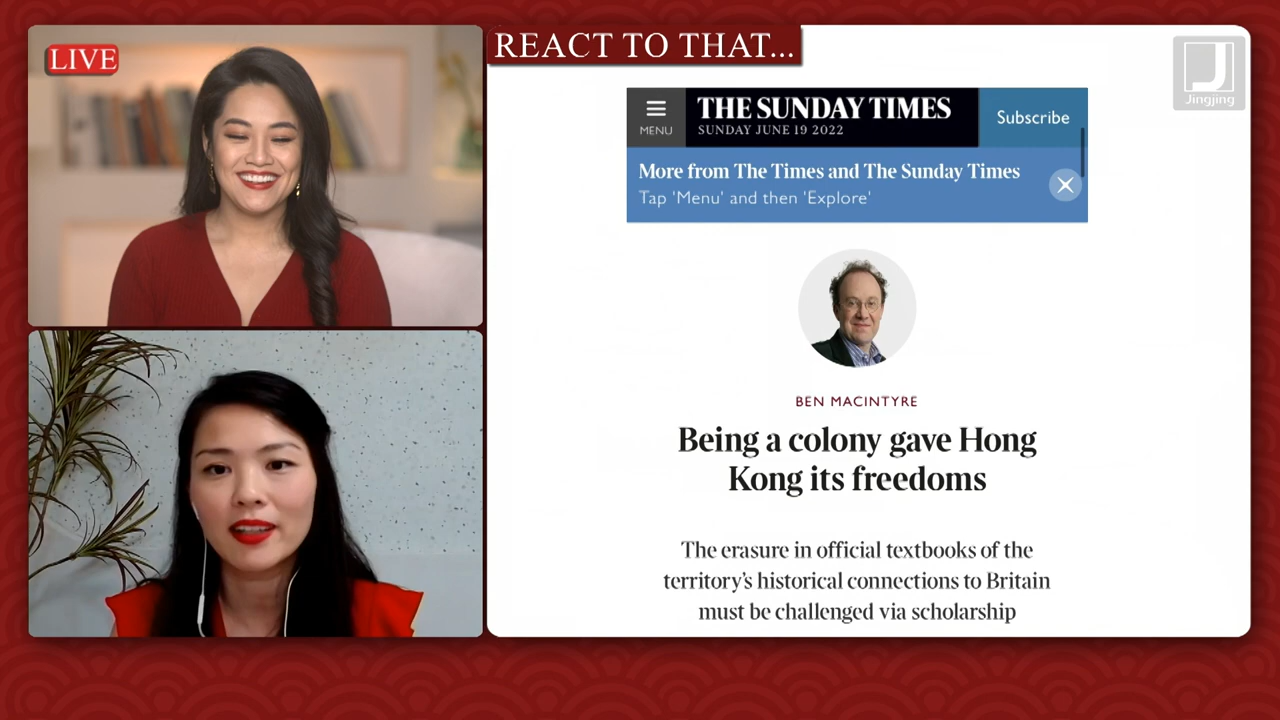 LIVE
REACT TO THAT...
J
Jingjing
MENU
THE SUNDAY TIMES
SUNDAY JUNE 19 2022
Subscribe
More from The Times and The Sunday Times
Tap 'Menu' and then 'Explore'
BEN MACINTYRE
Being a colony gave Hong
Kong its freedoms
The erasure in official textbooks of the
territory's historical connections to Britain
must be challenged via scholarship